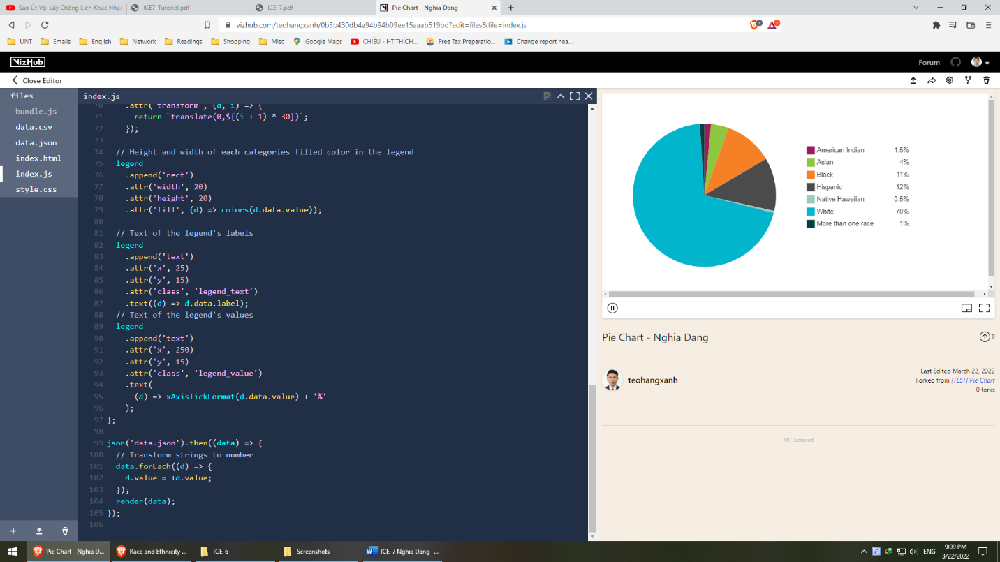 Sao Út Vội Lấy Chồng Liên Khúc Nhạc
ICE7-Tutorial.pdf
ICE-7.pdf
Pie Chart - Nghia Dang
vizhub.com/teohangxanh/0b3b430db4a94b94b09ee15aaab519bd?edit=files&file=index.js
UNT
Emails
English
Network
Readings
Shopping
Misc
Google Maps
CHIỀU - HT.THÍCH...
Free Tax Preparatio...
Change report hea...
VizHub
Forum
Close Editor
files
bundle.js
data.csv
data.json
index.html
index.js
style.css
index.js
70 .attr('transform', (d, i) => {
71 return `translate(0,${(i + 1) * 30})`;
72 });
73
74 // Height and width of each categories filled color in the legend
75 legend
76 .append('rect')
77 .attr('width', 20)
78 .attr('height', 20)
79 .attr('fill', (d) => colors(d.data.value));
80
81 // Text of the legend's labels
82 legend
83 .append('text')
84 .attr('x', 25)
85 .attr('y', 15)
86 .attr('class', 'legend_text')
87 .text((d) => d.data.label);
88 // Text of the legend's values
89 legend
90 .append('text')
91 .attr('x', 250)
92 .attr('y', 15)
93 .attr('class', 'legend_value')
94 .text(
95 (d) => xAxisTickFormat(d.data.value) + '%'
96 );
97 };
98
99 json('data.json').then((data) => {
100 // Transform strings to number
101 data.forEach((d) => {
102 d.value = +d.value;
103 });
104 render(data);
105 });
106
American Indian 1.5%
Asian 4%
Black 11%
Hispanic 12%
Native Hawaiian 0.5%
White 70%
More than one race 1%
Pie Chart - Nghia Dang
0
teohangxanh
Last Edited March 22, 2022
Forked from [TEST] Pie Chart
0 forks
MIT Licensed
Pie Chart - Nghia D...
Race and Ethnicity ...
ICE-6
Screenshots
ICE-7 Nghia Dang -...
ENG
9:09 PM
3/22/2022